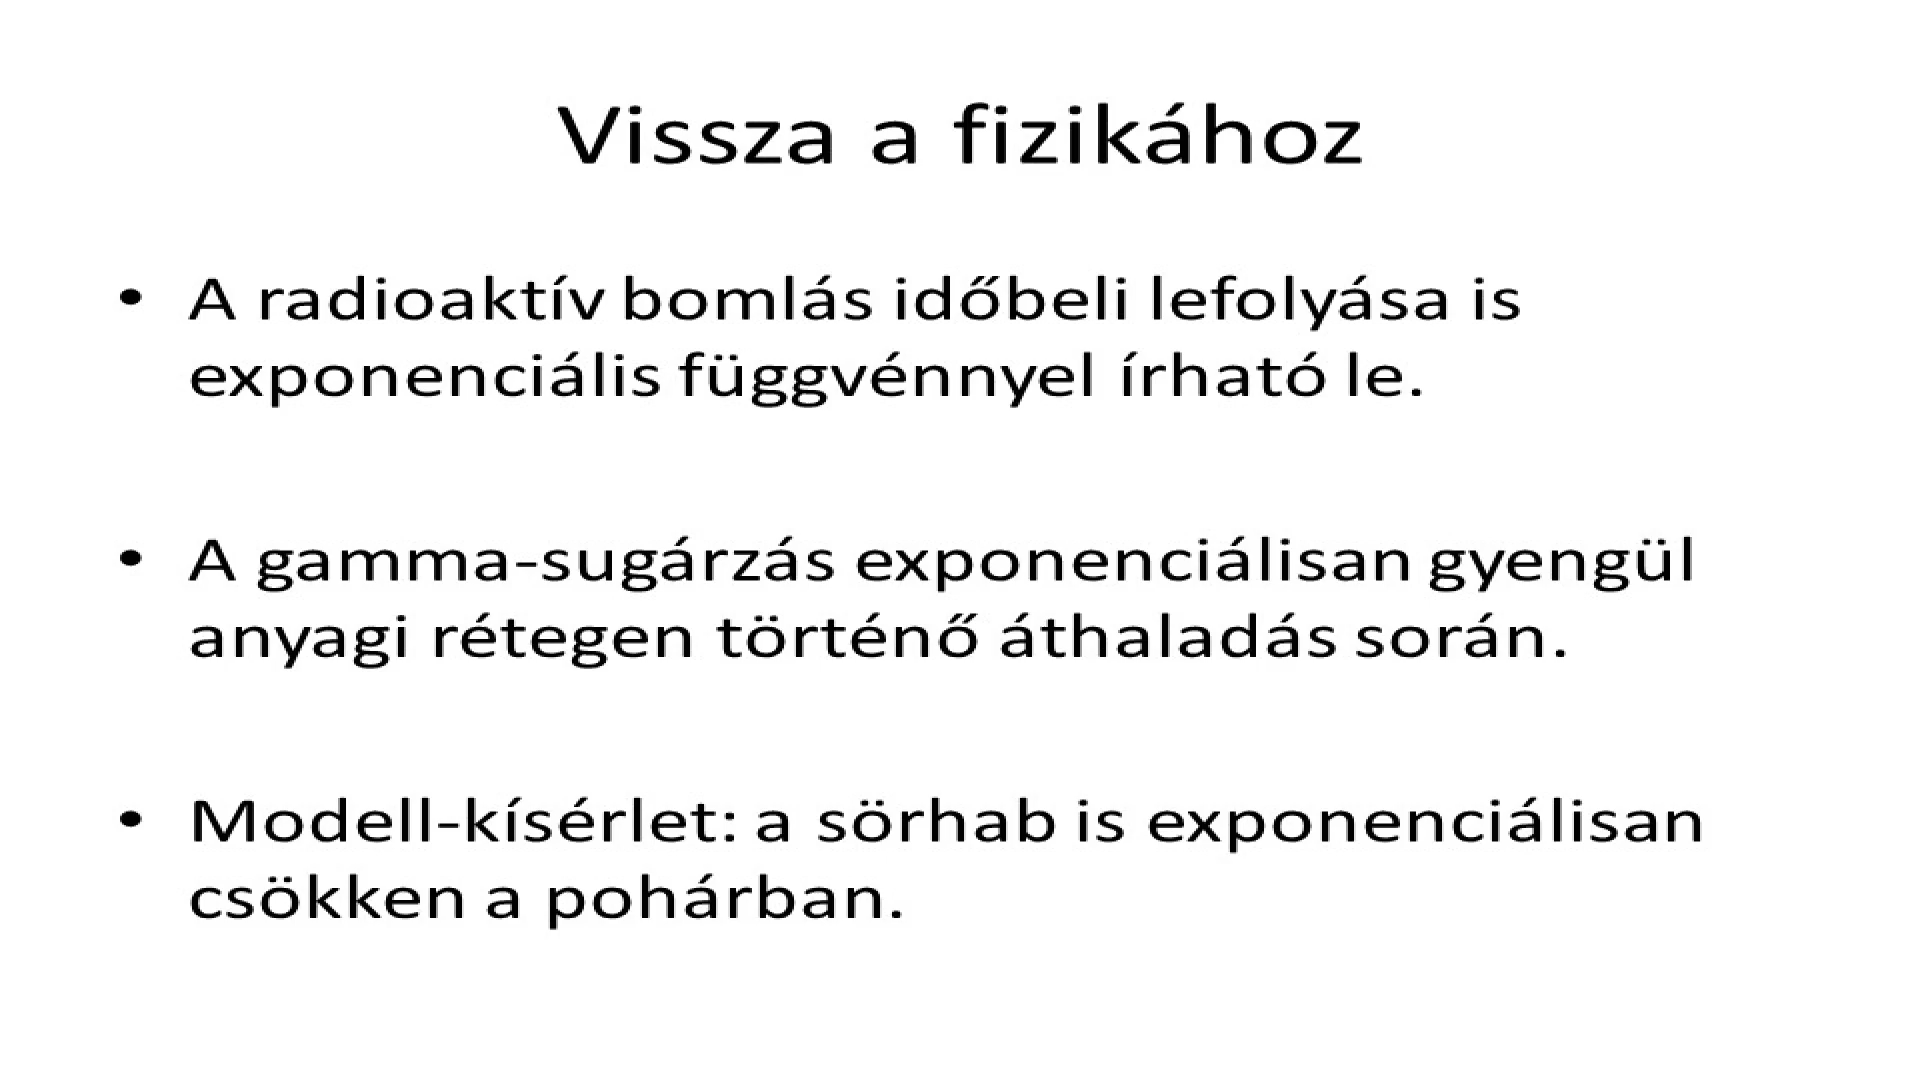 Vissza a fizikához
• A radioaktív bomlás időbeli lefolyása is
exponenciális függvénnyel írható le.
• A gamma-sugárzás exponenciálisan gyengül
anyagi rétegen történő áthaladás során.
• Modell-kísérlet: a sörhab is exponenciálisan
csökken a pohárban.